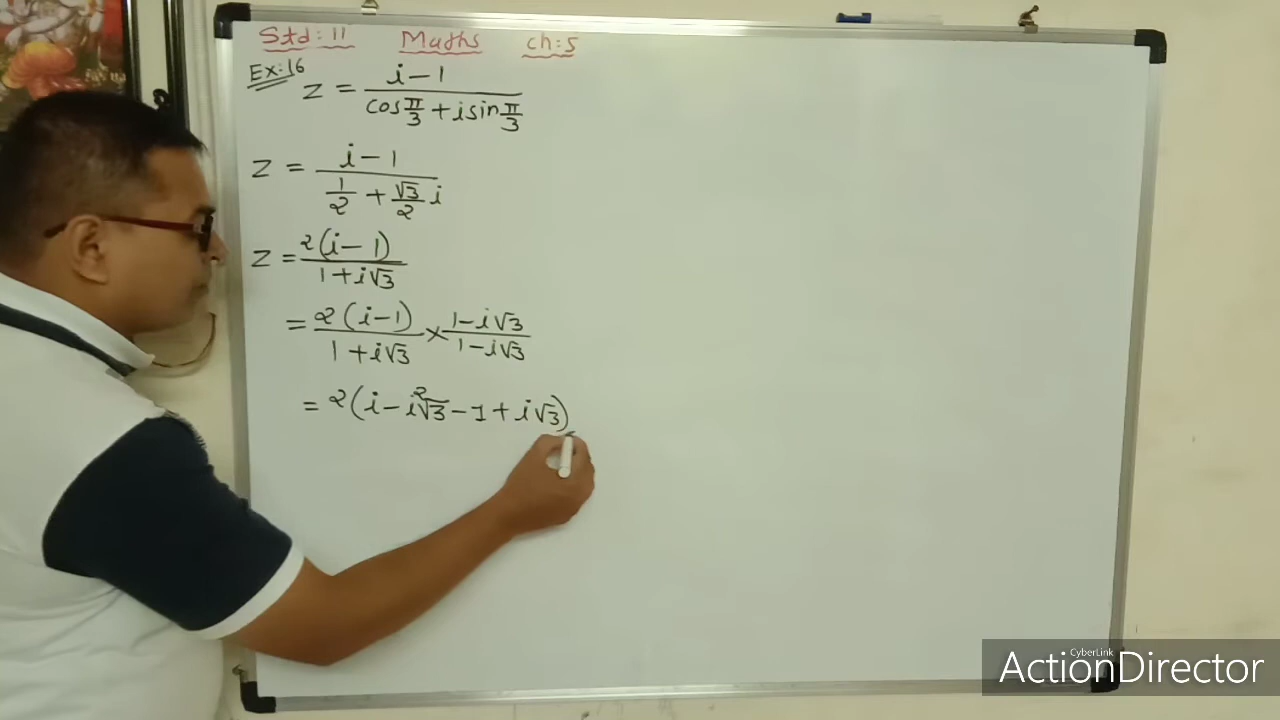 Std: 11 Maths ch: 5
Ex: 16 z = i - 1 / cos π/3 + i sin π/3
z = i - 1 / 1/2 + √3/2 i
z = 2(i - 1) / 1 + i√3
= 2(i - 1) / 1 + i√3 × 1 - i√3 / 1 - i√3
= 2(i - i²√3 - 1 + i√3)
CyberLink
ActionDirector